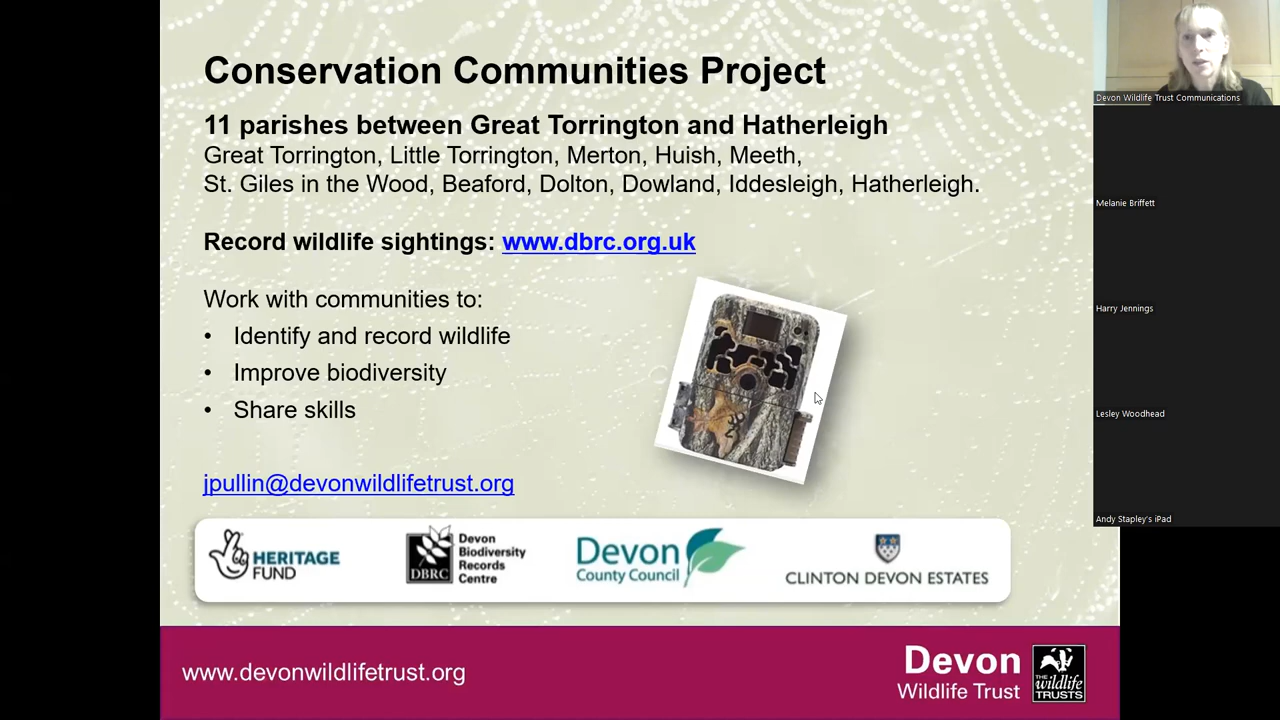 Conservation Communities Project
11 parishes between Great Torrington and Hatherleigh
Great Torrington, Little Torrington, Merton, Huish, Meeth,
St. Giles in the Wood, Beaford, Dolton, Dowland, Iddesleigh, Hatherleigh.
Record wildlife sightings: www.dbrc.org.uk
Work with communities to:
• Identify and record wildlife
• Improve biodiversity
• Share skills
jpullin@devonwildlifetrust.org
HERITAGE
FUND
DBRC
Devon
Biodiversity
Records
Centre
Devon
County Council
CLINTON DEVON ESTATES
www.devonwildlifetrust.org
Devon
Wildlife Trust
THE
wildlife
TRUSTS
Devon Wildlife Trust Communications
Melanie Briffett
Harry Jennings
Lesley Woodhead
Andy Stapley's iPad